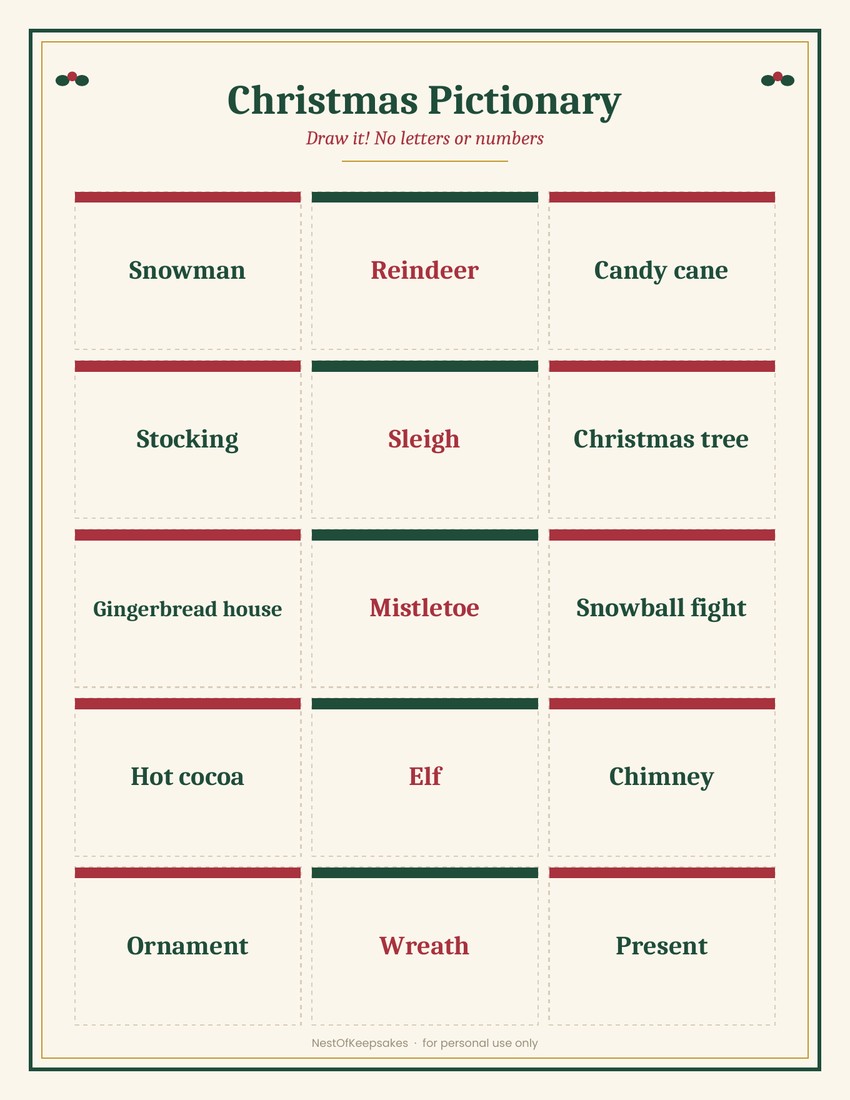 Christmas Pictionary
Draw it! No letters or numbers
Snowman
Reindeer
Candy cane
Stocking
Sleigh
Christmas tree
Gingerbread house
Mistletoe
Snowball fight
Hot cocoa
Elf
Chimney
Ornament
Wreath
Present
NestOfKeepsakes · for personal use only